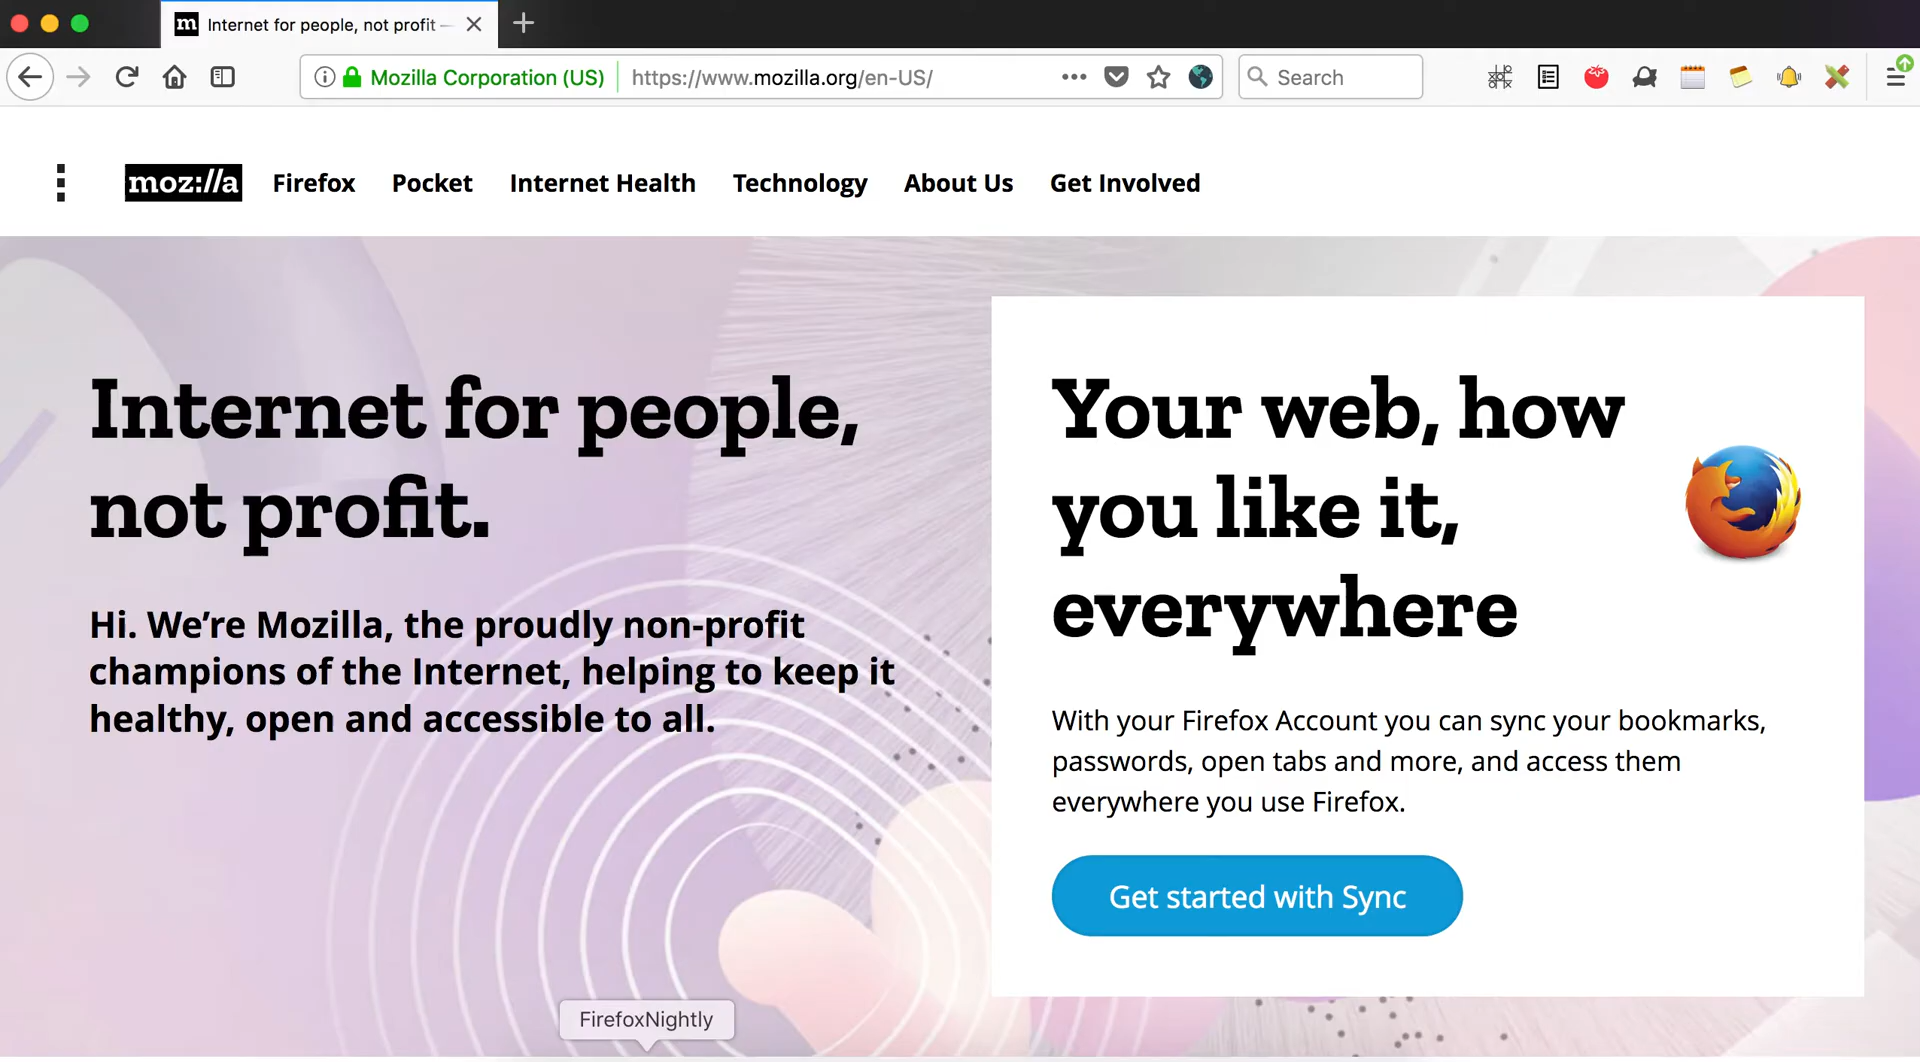 Internet for people, not profit —
Mozilla Corporation (US)
https://www.mozilla.org/en-US/
Search
moz://a
Firefox
Pocket
Internet Health
Technology
About Us
Get Involved
Internet for people,
not profit.
Hi. We’re Mozilla, the proudly non-profit
champions of the Internet, helping to keep it
healthy, open and accessible to all.
Your web, how
you like it,
everywhere
With your Firefox Account you can sync your bookmarks,
passwords, open tabs and more, and access them
everywhere you use Firefox.
Get started with Sync
FirefoxNightly